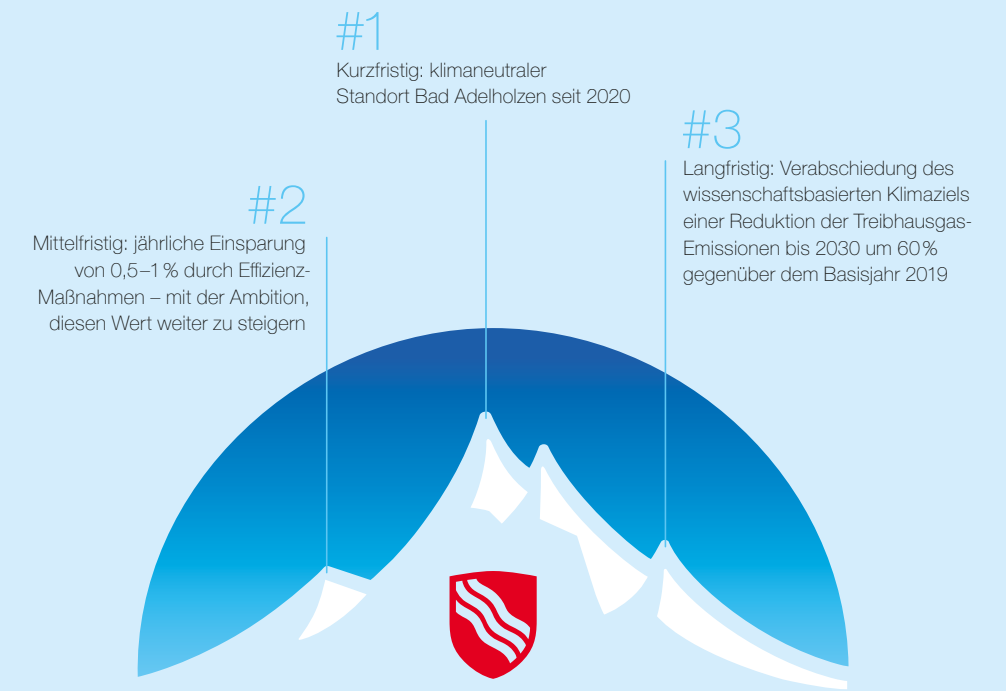 #1
Kurzfristig: klimaneutraler
Standort Bad Adelholzen seit 2020
#2
Mittelfristig: jährliche Einsparung
von 0,5–1 % durch Effizienz-
Maßnahmen – mit der Ambition,
diesen Wert weiter zu steigern
#3
Langfristig: Verabschiedung des
wissenschaftsbasierten Klimaziels
einer Reduktion der Treibhausgas-
Emissionen bis 2030 um 60 %
gegenüber dem Basisjahr 2019